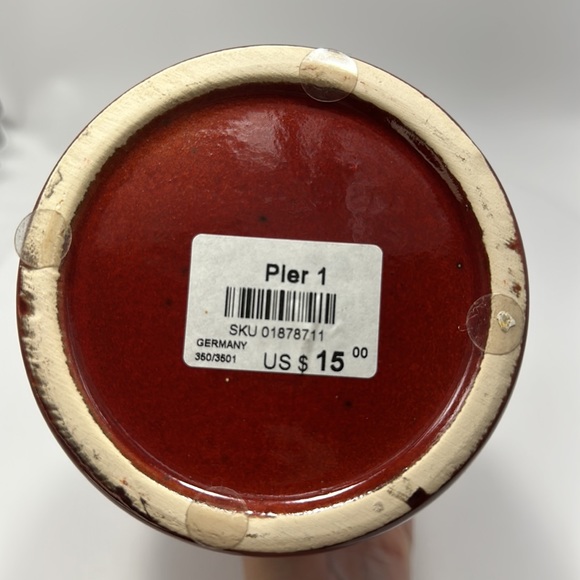 Pier 1
SKU 01878711
GERMANY
350/3501
US $ 15 00